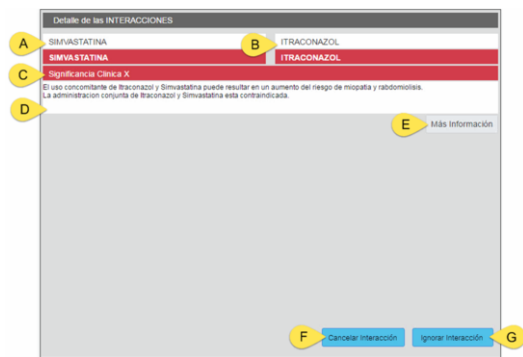 Detalle de las INTERACCIONES
A SIMVASTATINA B ITRACONAZOL
SIMVASTATINA ITRACONAZOL
C Significancia Clínica X
El uso concomitante de Itraconazol y Simvastatina puede resultar en un aumento del riesgo de miopatia y rabdomiolisis.
D La administracion conjunta de Itraconazol y Simvastatina esta contraindicada.
E Más Información
F Cancelar Interacción Ignorar Interacción G